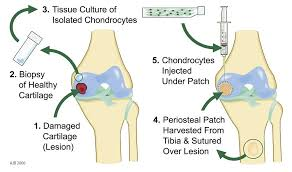 3. Tissue Culture of
Isolated Chondrocytes
2. Biopsy
of Healthy
Cartilage
1. Damaged
Cartilage
(Lesion)
5. Chondrocytes
Injected
Under Patch
4. Periosteal Patch
Harvested From
Tibia & Sutured
Over Lesion